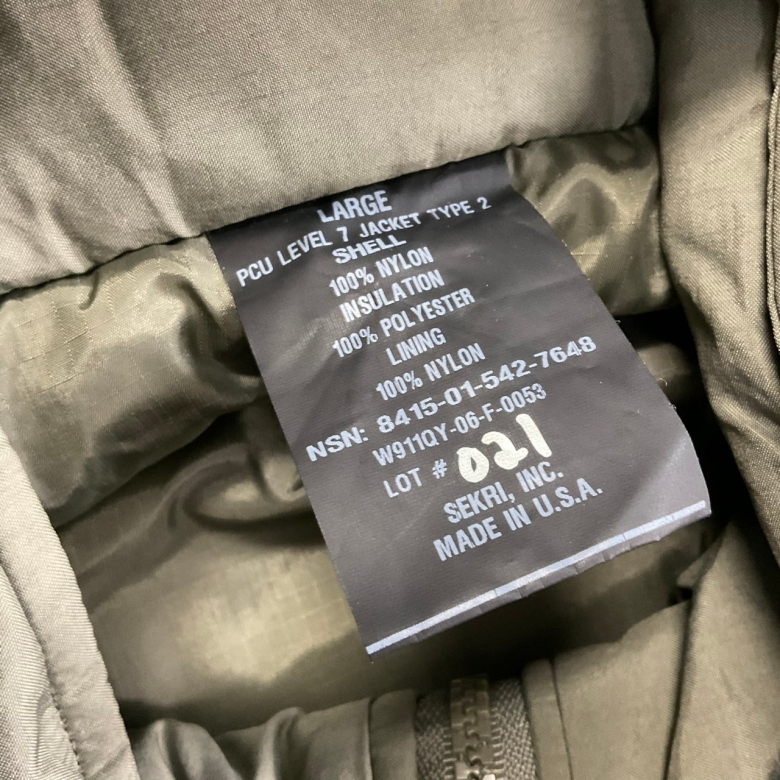 LARGE
PCU LEVEL 7 JACKET TYPE 2
SHELL
100% NYLON
INSULATION
100% POLYESTER
LINING
100% NYLON
NSN: 8415-01-542-7648
W911QY-06-F-0053
LOT # 021
SEKRI, INC.
MADE IN U.S.A.